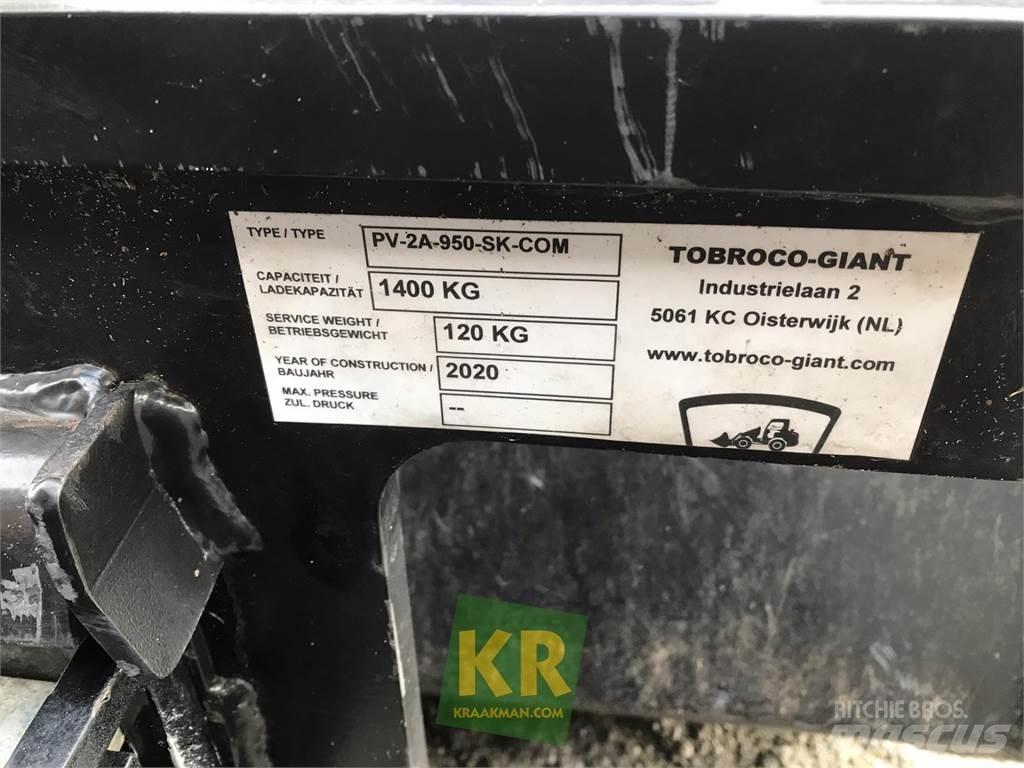 TYPE / TYPE PV-2A-950-SK-COM
CAPACITEIT /
LADEKAPAZITÄT 1400 KG
SERVICE WEIGHT /
BETRIEBSGEWICHT 120 KG
YEAR OF CONSTRUCTION /
BAUJAHR 2020
MAX. PRESSURE
ZUL. DRUCK --
TOBROCO-GIANT
Industrielaan 2
5061 KC Oisterwijk (NL)
www.tobroco-giant.com
KR
KRAAKMAN.COM
RITCHIE BROS.
mascus